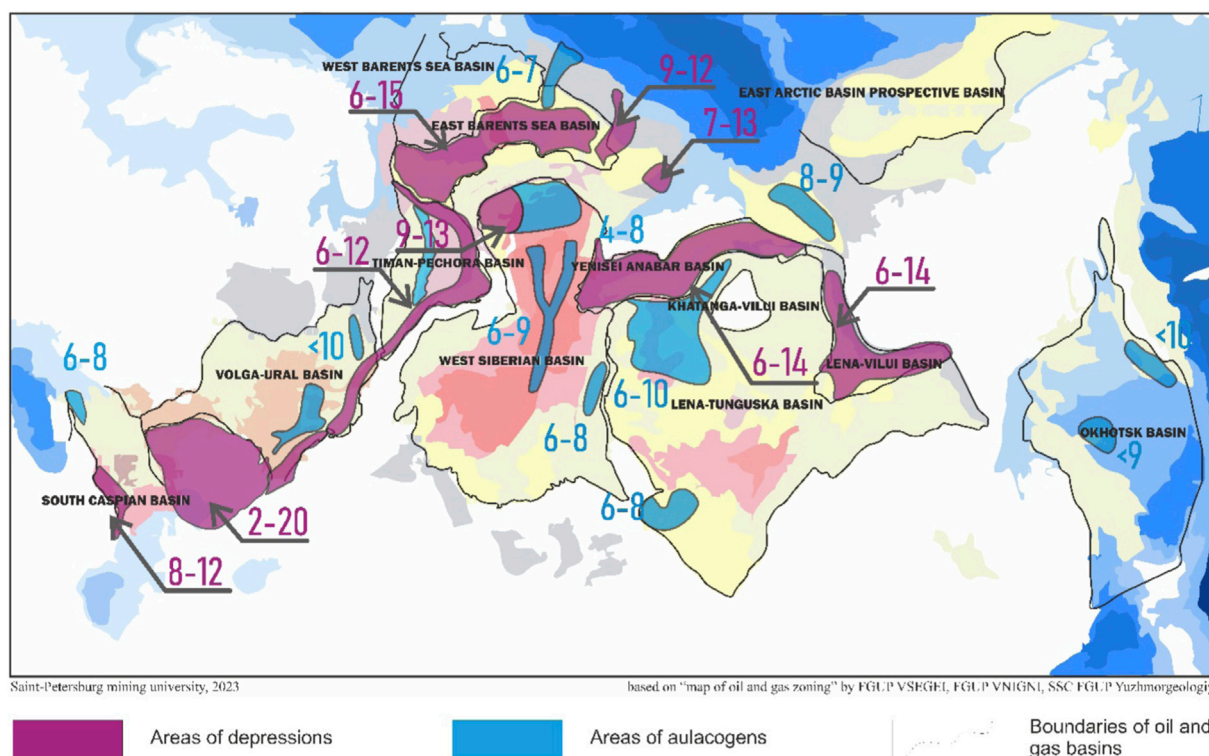 WEST BARENTS SEA BASIN
6-7
9-12
EAST ARCTIC BASIN PROSPECTIVE BASIN
6-15
EAST BARENTS SEA BASIN
7-13
8-9
9-13
4-8
6-12
TIMAN-PECHORA BASIN
YENISEI ANABAR BASIN
6-14
KHATANGA-VILUI BASIN
6-9
<10
<10
6-8
WEST SIBERIAN BASIN
6-14
LENA-VILUI BASIN
VOLGA-URAL BASIN
6-10
LENA-TUNGUSKA BASIN
6-8
OKHOTSK BASIN
<9
SOUTH CASPIAN BASIN
2-20
6-8
8-12
Saint-Petersburg mining university, 2023
based on "map of oil and gas zoning" by FGUP VSEGEI, FGUP VNIGNI, SSC FGUP Yuzhmorgeologiy
Areas of depressions
Areas of aulacogens
Boundaries of oil and
gas basins